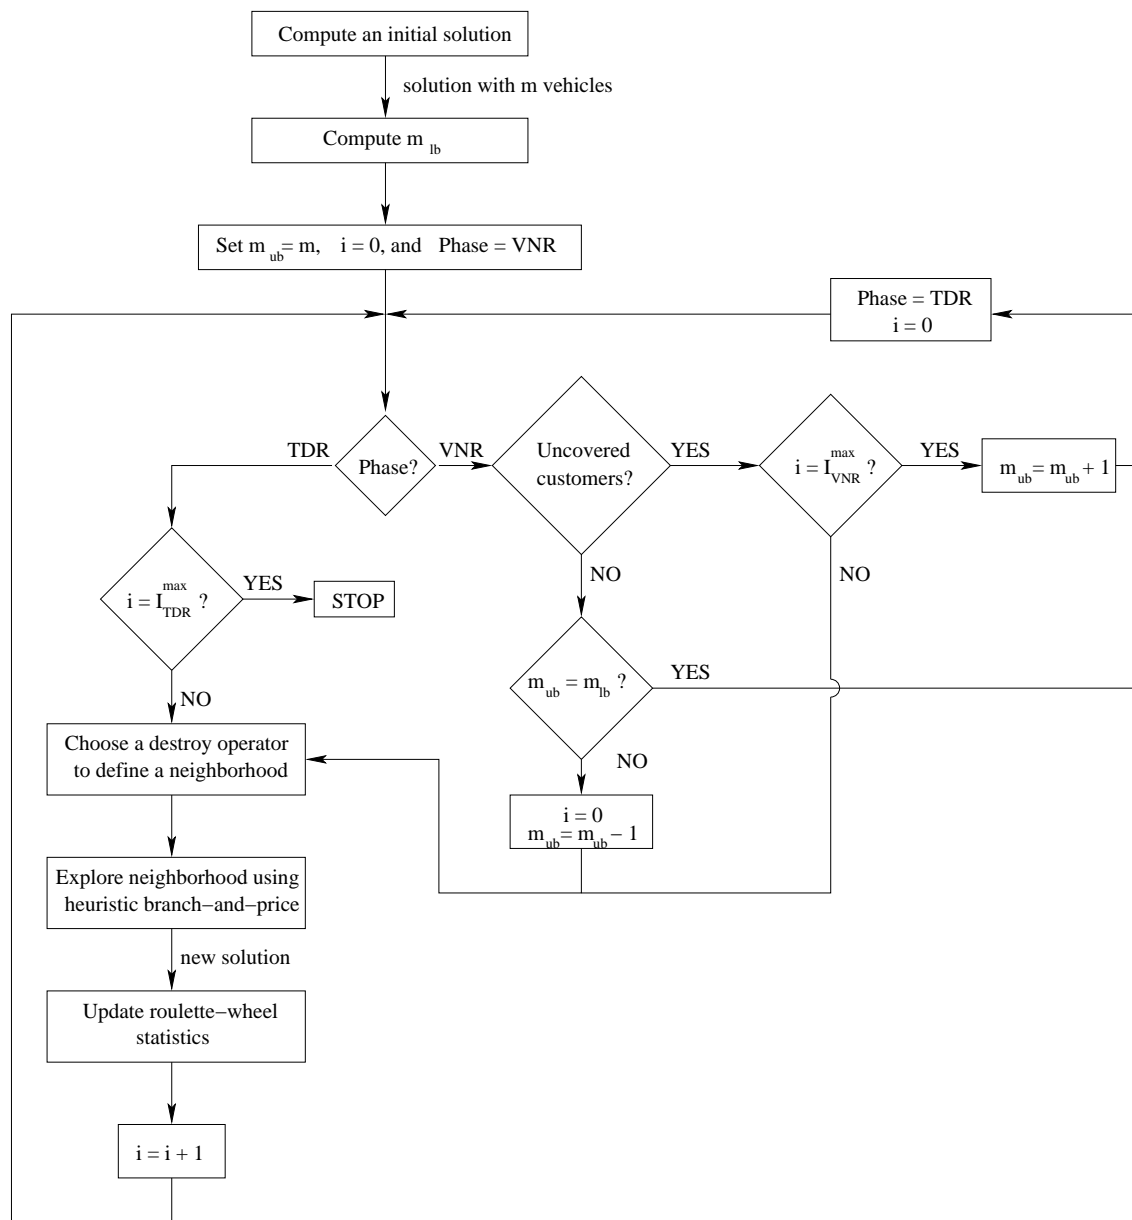 Compute an initial solution
solution with m vehicles
Compute m lb
Set m ub = m, i = 0, and Phase = VNR
Phase = TDR
i = 0
TDR
Phase?
VNR
Uncovered
customers?
YES
i = I max VNR ?
YES
m ub = m ub + 1
NO
NO
i = I max TDR ?
YES
STOP
m ub = m lb ?
YES
NO
NO
Choose a destroy operator
to define a neighborhood
i = 0
m ub = m ub − 1
Explore neighborhood using
heuristic branch−and−price
new solution
Update roulette−wheel
statistics
i = i + 1